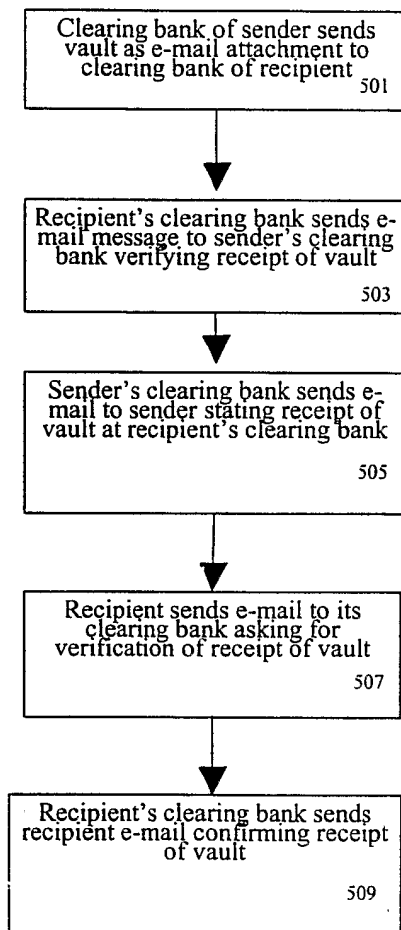 Clearing bank of sender sends
vault as e-mail attachment to
clearing bank of recipient
501
Recipient's clearing bank sends e-
mail message to sender's clearing
bank verifying receipt of vault
503
Sender's clearing bank sends e-
mail to sender stating receipt of
vault at recipient's clearing bank
505
Recipient sends e-mail to its
clearing bank asking for
verification of receipt of vault
507
Recipient's clearing bank sends
recipient e-mail confirming receipt
of vault
509